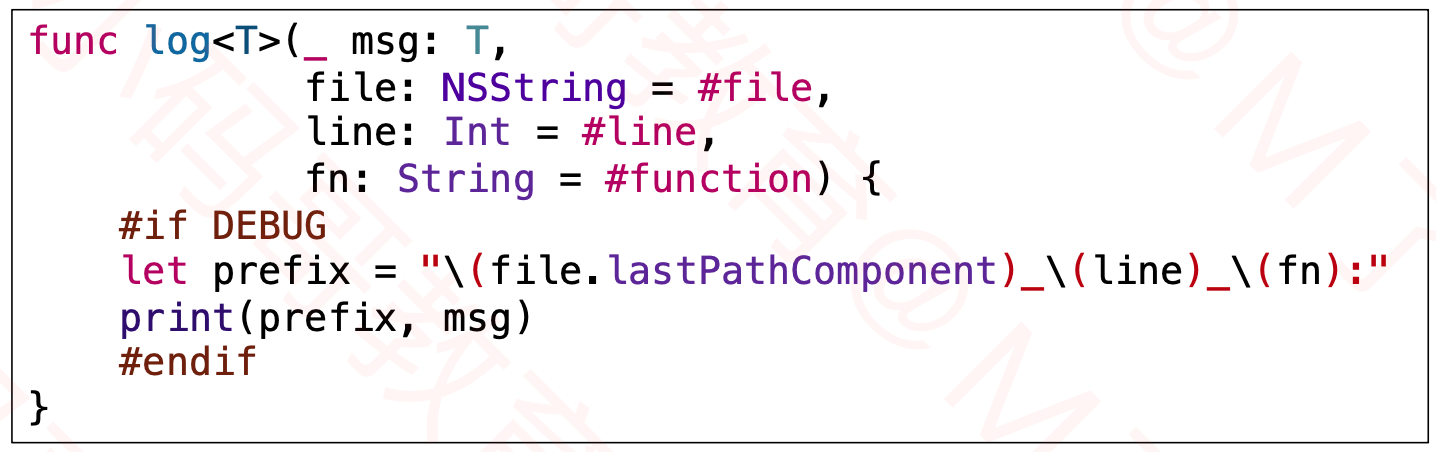 func log<T>(_ msg: T,
            file: NSString = #file,
            line: Int = #line,
            fn: String = #function) {
    #if DEBUG
    let prefix = "\(file.lastPathComponent)_\(line)_\(fn):"
    print(prefix, msg)
    #endif
}